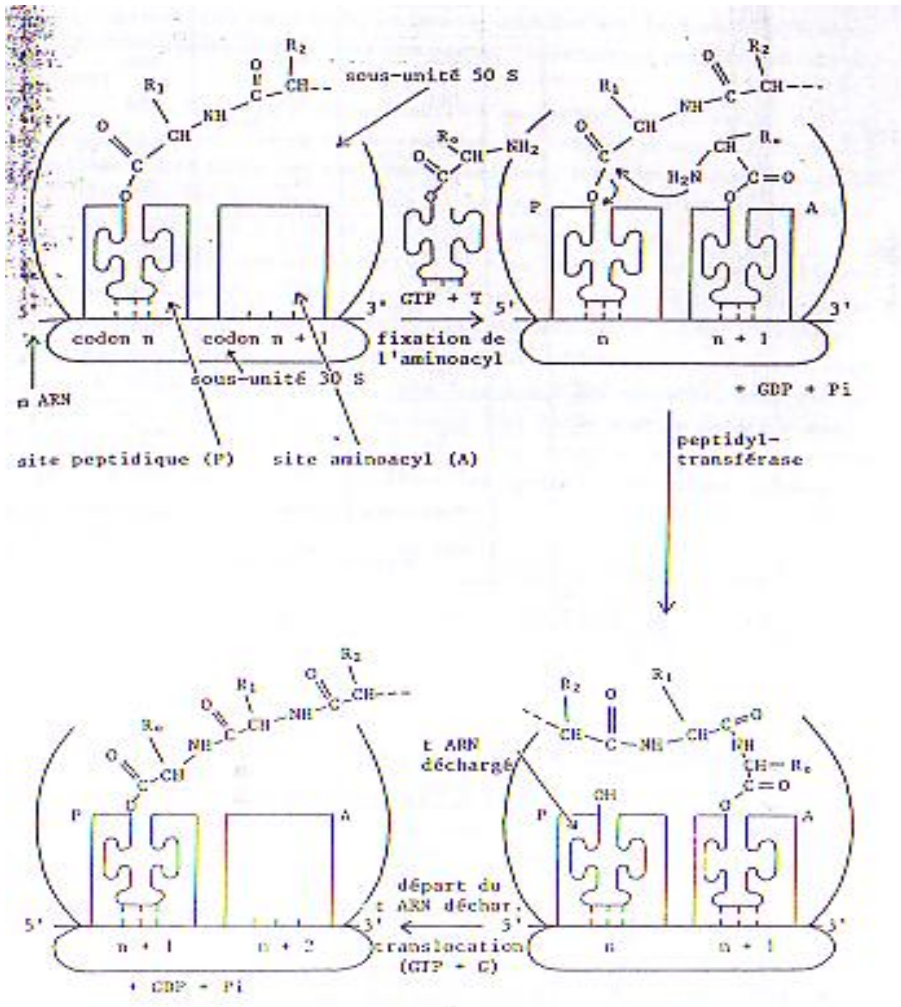 R₂
O
R₁
CH---
sous-unité 50 S
NH
O
CH
C
O
R₀
CH
NH₂
O
C
O
R₂
O
R₁
C
CH---
NH
O
CH
C
O
CH
R₀
H₂N
C=O
O
P
A
GTP + T
5'
3'
5'
3'
codon n
codon n + 1
fixation de
l'aminoacyl
n
n + 1
sous-unité 30 S
m ARN
+ GDP + Pi
site peptidique (P)
site aminoacyl (A)
peptidyl-
transférase
R₂
R₁
O
C
CH---
R₀
O
C
NH
CH
NH
O
C
CH
O
R₂
O
R₁
CH
C
NH
CH
C=O
NH
CH-R₀
C=O
t ARN
déchargé
OH
O
P
A
P
A
départ du
t ARN déchar.
5'
3'
5'
3'
n + 1
n + 2
translocation
(GTP + G)
n
n + 1
+ GDP + Pi